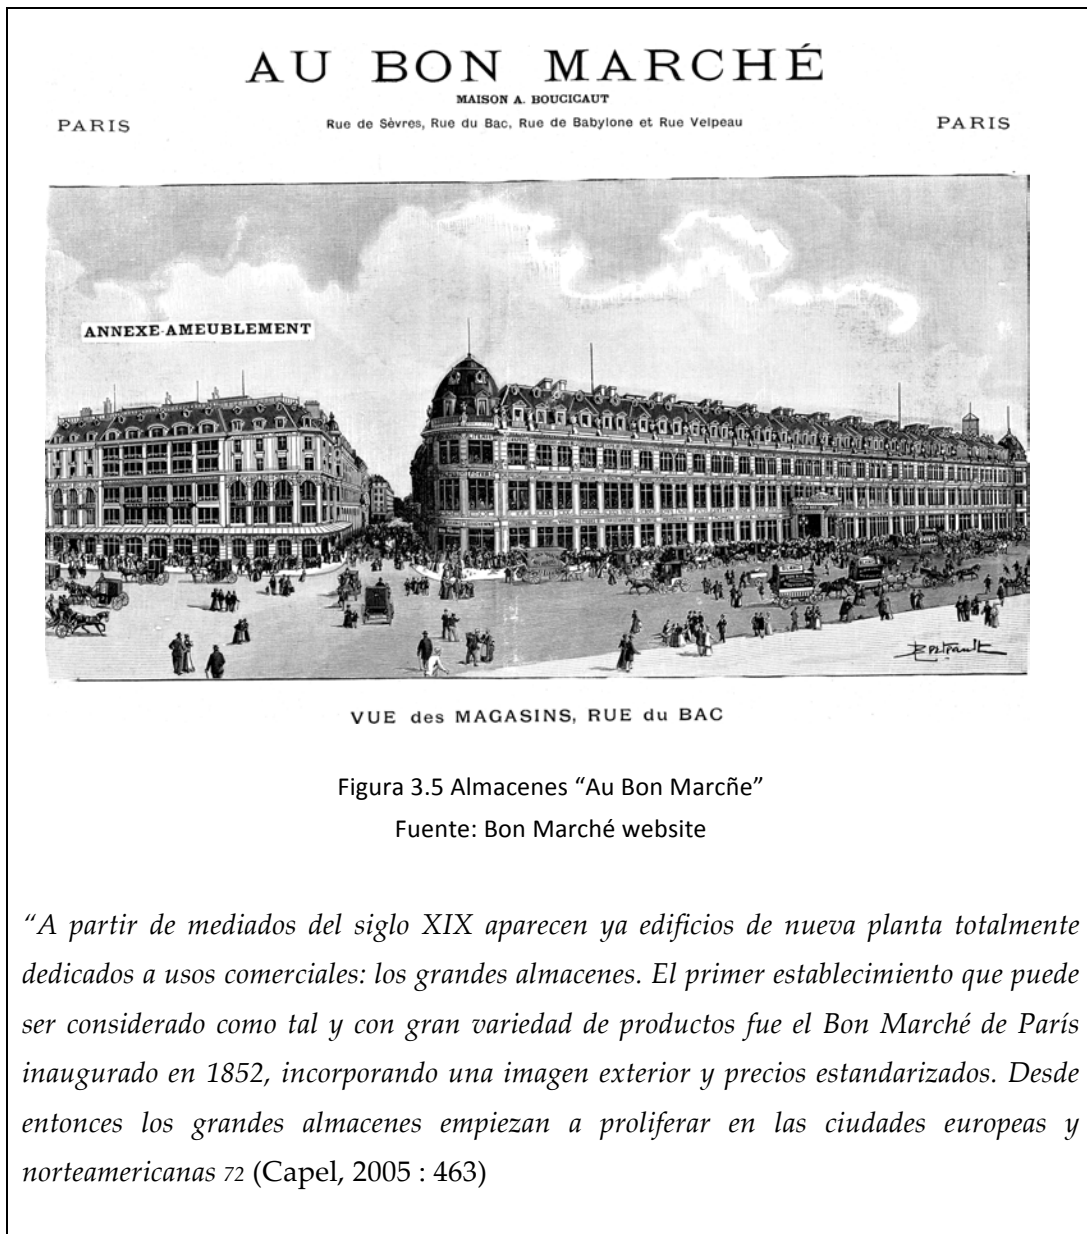 AU BON MARCHÉ
MAISON A. BOUCICAUT
PARIS
Rue de Sèvres, Rue du Bac, Rue de Babylone et Rue Velpeau
PARIS
ANNEXE-AMEUBLEMENT
VUE des MAGASINS, RUE du BAC
Figura 3.5 Almacenes “Au Bon Marcñe”
Fuente: Bon Marché website
“A partir de mediados del siglo XIX aparecen ya edificios de nueva planta totalmente
dedicados a usos comerciales: los grandes almacenes. El primer establecimiento que puede
ser considerado como tal y con gran variedad de productos fue el Bon Marché de París
inaugurado en 1852, incorporando una imagen exterior y precios estandarizados. Desde
entonces los grandes almacenes empiezan a proliferar en las ciudades europeas y
norteamericanas 72 (Capel, 2005 : 463)